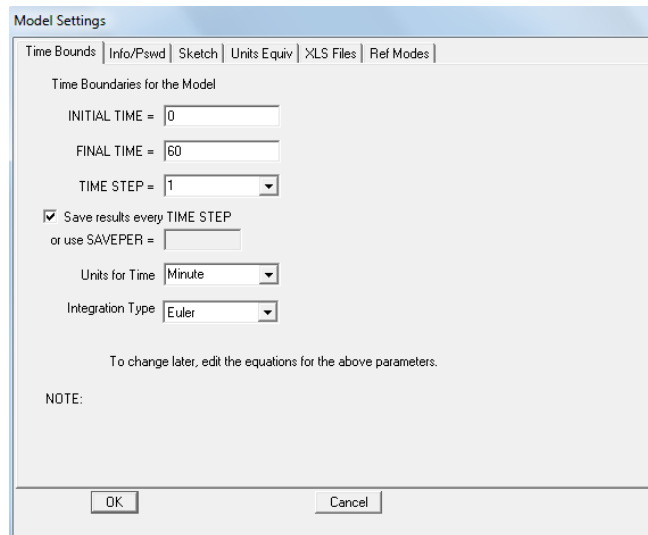 Model Settings
Time Bounds Info/Pswd Sketch Units Equiv XLS Files Ref Modes
Time Boundaries for the Model
INITIAL TIME = 0
FINAL TIME = 60
TIME STEP = 1
Save results every TIME STEP
or use SAVEPER =
Units for Time Minute
Integration Type Euler
To change later, edit the equations for the above parameters.
NOTE:
OK Cancel